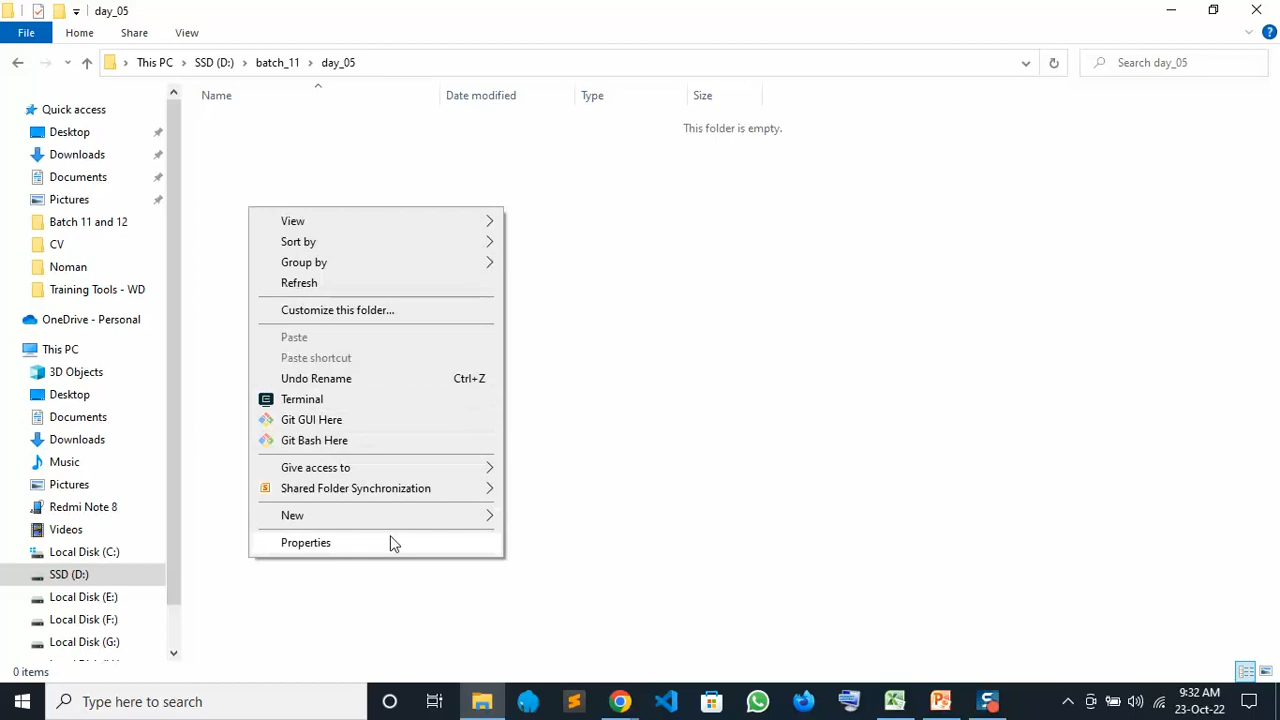 day_05
File Home Share View
This PC SSD (D:) batch_11 day_05 Search day_05
Name Date modified Type Size
This folder is empty.
Quick access
Desktop
Downloads
Documents
Pictures
Batch 11 and 12
CV
Noman
Training Tools - WD
OneDrive - Personal
This PC
3D Objects
Desktop
Documents
Downloads
Music
Pictures
Redmi Note 8
Videos
Local Disk (C:)
SSD (D:)
Local Disk (E:)
Local Disk (F:)
Local Disk (G:)
View
Sort by
Group by
Refresh
Customize this folder...
Paste
Paste shortcut
Undo Rename Ctrl+Z
Terminal
Git GUI Here
Git Bash Here
Give access to
Shared Folder Synchronization
New
Properties
0 items
Type here to search
9:32 AM
23-Oct-22